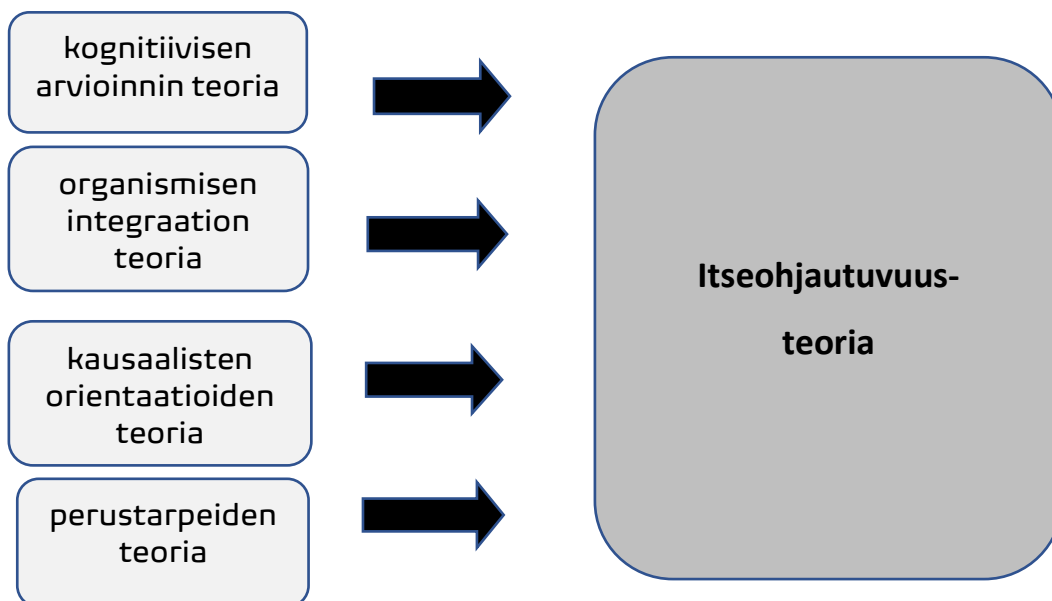 kognitiivisen
arvioinnin teoria
organismisen
integraation
teoria
kausaalisten
orientaatioiden
teoria
perustarpeiden
teoria
Itseohjautuvuus-
teoria